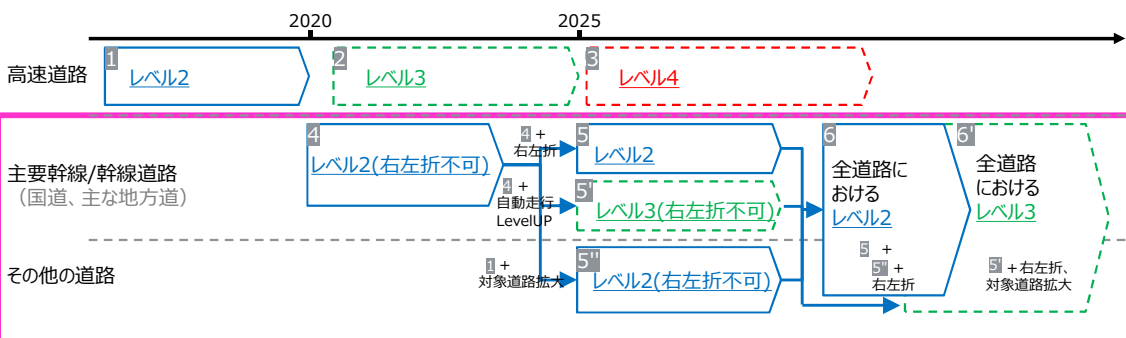 2020
2025
高速道路
1
レベル2
2
レベル3
3
レベル4
主要幹線/幹線道路
（国道、主な地方道）
4
レベル2(右左折不可)
4 +
右左折
5
レベル2
4 +
自動走行
LevelUP
5'
レベル3(右左折不可)
6
全道路に
おける
レベル2
6'
全道路
における
レベル3
その他の道路
1 +
対象道路拡大
5''
レベル2(右左折不可)
5 +
5'' +
右左折
5' + 右左折、
対象道路拡大